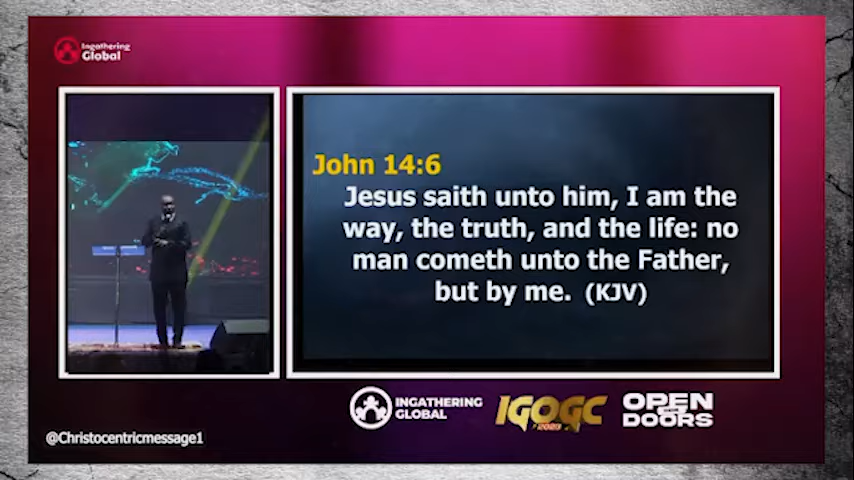 Ingathering
Global
John 14:6
Jesus saith unto him, I am the
way, the truth, and the life: no
man cometh unto the Father,
but by me. (KJV)
INGATHERING
GLOBAL
IGOGC
OPEN
DOORS
@Christocentricmessage1